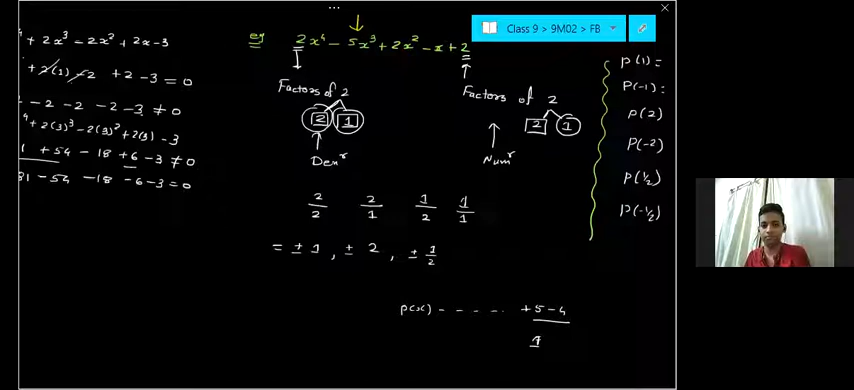 + 2x³ - 2x² + 2x - 3
+ 2(1) - 2 + 2 - 3 = 0
- 2 - 2 - 2 - 3 ≠ 0
+ 2(3)³ - 2(3)² + 2(3) - 3
+ 54 - 18 + 6 - 3 ≠ 0
81 - 54 - 18 - 6 - 3 = 0
eg 2x⁴ - 5x³ + 2x² - x + 2
Class 9 > 9M02 > FB
Factors of 2
2 1
Denʳ
Factors of 2
2 1
Numʳ
2/2 2/1 1/2 1/1
= ± 1, ± 2, ± 1/2
p(x) - - - - - + 5 - 4
1
p(1) =
P(-1) =
p(2)
P(-2)
P(1/2)
P(-1/2)